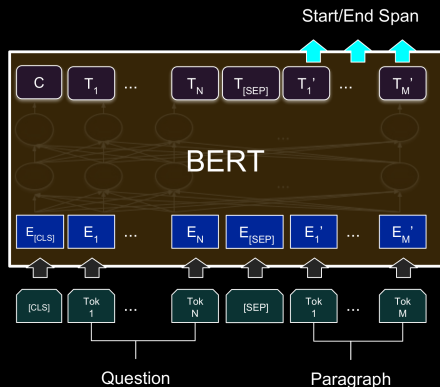 Start/End Span
C T1 ... TN T[SEP] T1' ... TM'
...
BERT
...
E[CLS] E1 ... EN E[SEP] E1' ... EM'
[CLS] Tok 1 ... Tok N [SEP] Tok 1 ... Tok M
Question Paragraph